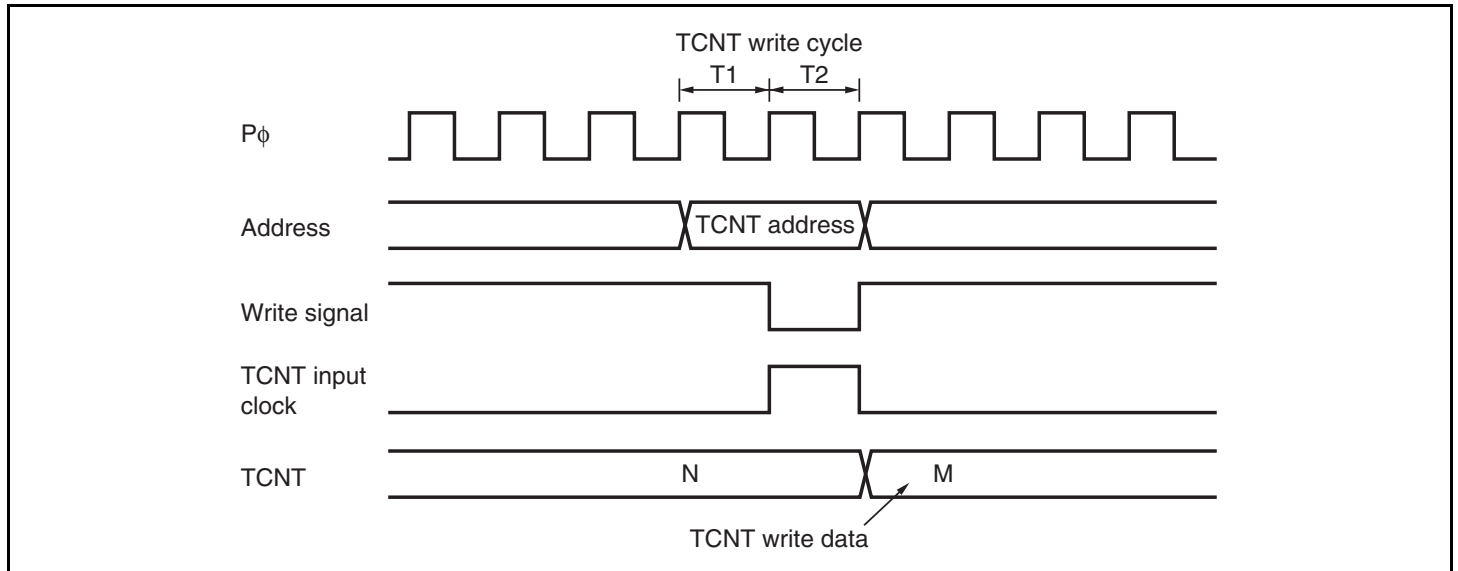 TCNT write cycle
T1 T2
Pϕ
Address
TCNT address
Write signal
TCNT input
clock
TCNT
N
M
TCNT write data